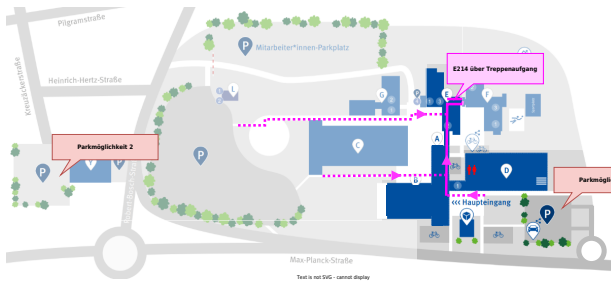 Pilgramstraße
Kreuzäckerstraße
Heinrich-Hertz-Straße
P Mitarbeiter*innen-Parkplatz
E214 über Treppenaufgang
L
G
E
F
P
P
Parkmöglichkeit 2
P
C
A
D
B
M
Parkmögli
<<< Haupteingang
P
Max-Planck-Straße
Text is not SVG - cannot display